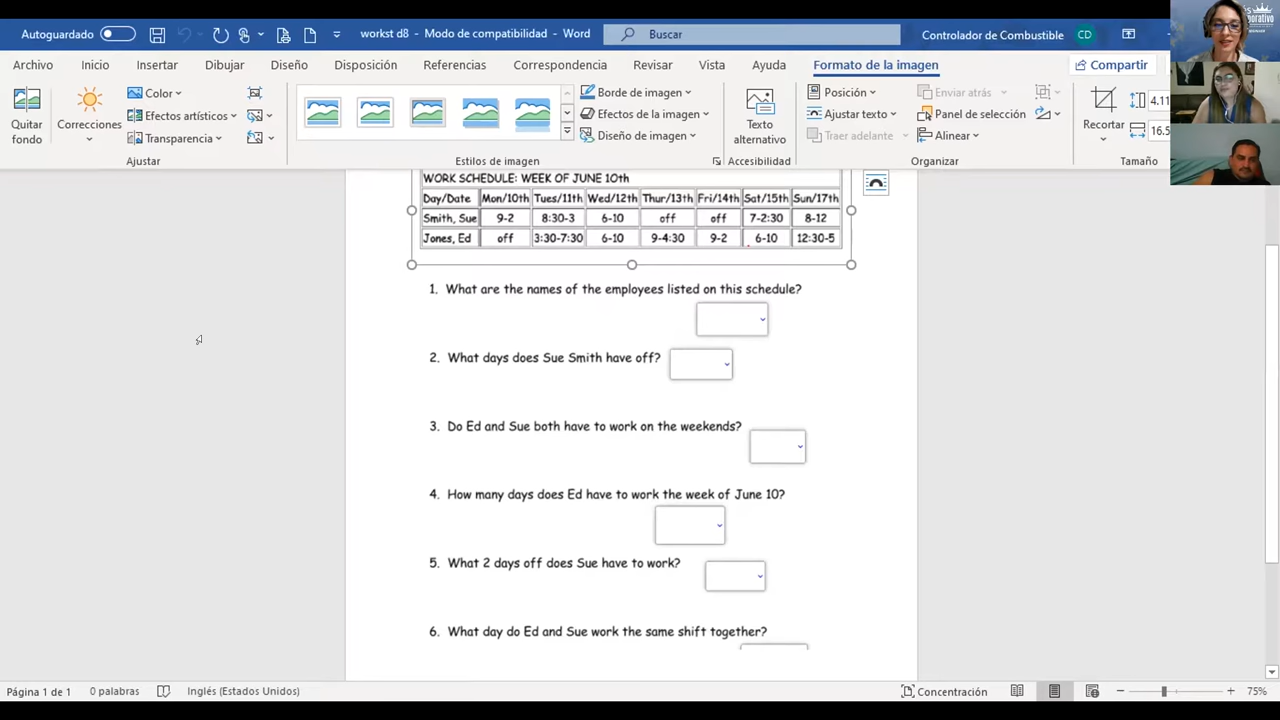 Autoguardado
workst d8 - Modo de compatibilidad - Word
Buscar
Controlador de Combustible
CD
Archivo
Inicio
Insertar
Dibujar
Diseño
Disposición
Referencias
Correspondencia
Revisar
Vista
Ayuda
Formato de la imagen
Compartir
Quitar fondo
Correcciones
Color
Efectos artísticos
Transparencia
Ajustar
Estilos de imagen
Borde de imagen
Efectos de la imagen
Diseño de imagen
Texto alternativo
Accesibilidad
Posición
Ajustar texto
Traer adelante
Enviar atrás
Panel de selección
Alinear
Organizar
Recortar
4.11
16.5
Tamaño
WORK SCHEDULE: WEEK OF JUNE 10th
Day/Date Mon/10th Tues/11th Wed/12th Thur/13th Fri/14th Sat/15th Sun/17th
Smith, Sue 9-2 8:30-3 6-10 off off 7-2:30 8-12
Jones, Ed off 3:30-7:30 6-10 9-4:30 9-2 6-10 12:30-5
1. What are the names of the employees listed on this schedule?
2. What days does Sue Smith have off?
3. Do Ed and Sue both have to work on the weekends?
4. How many days does Ed have to work the week of June 10?
5. What 2 days off does Sue have to work?
6. What day do Ed and Sue work the same shift together?
Página 1 de 1
0 palabras
Inglés (Estados Unidos)
Concentración
75%